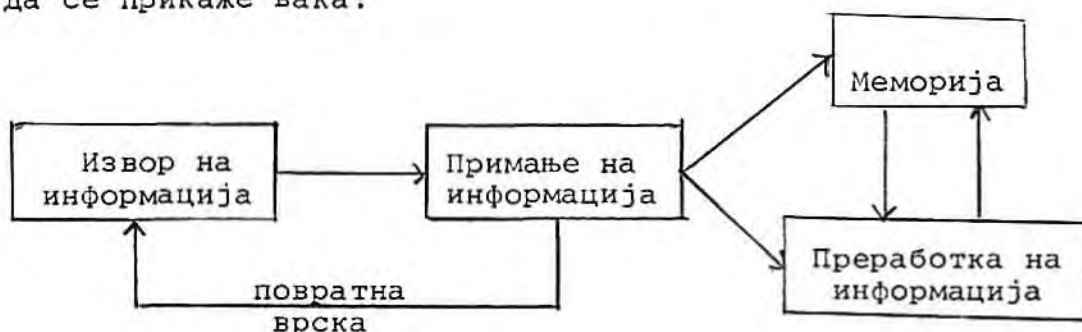 да се прикаже вака:
Меморија
Извор на
информација
Примање на
информација
Преработка на
информација
повратна
врска